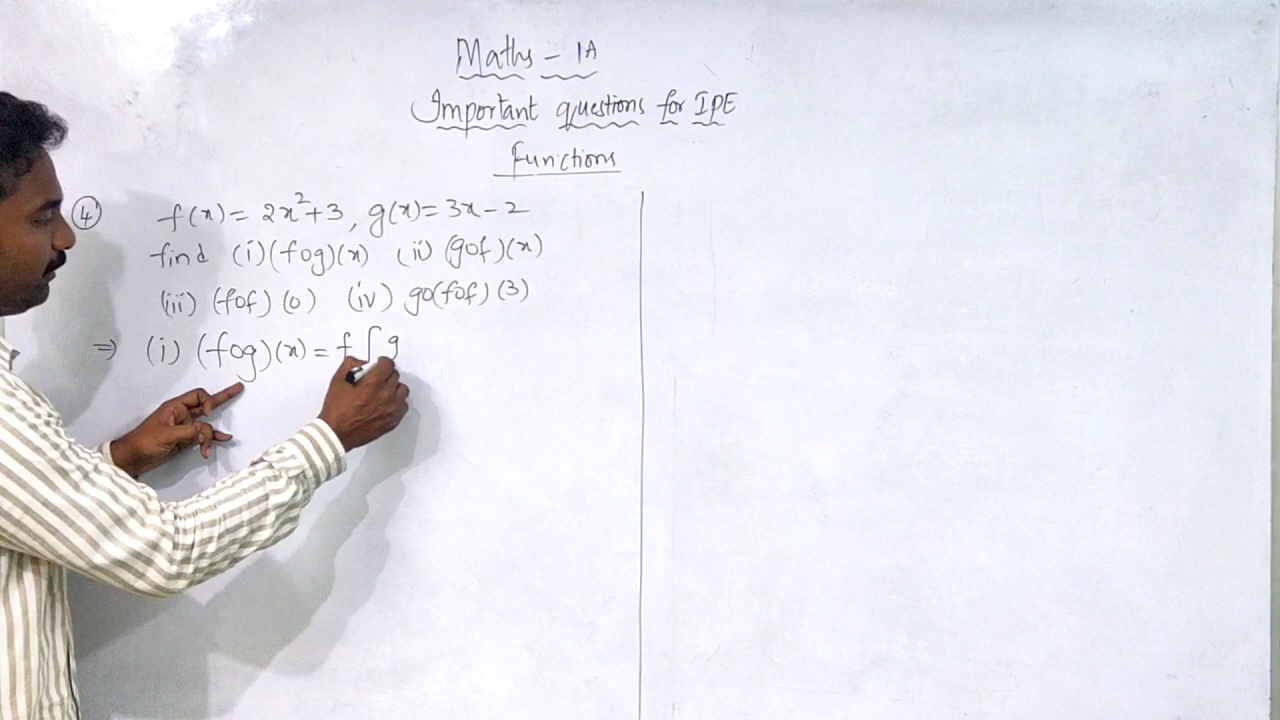 Maths - 1A
Important questions for IPE
Functions
④ f(x) = 2x²+3, g(x) = 3x-2
find (i) (fog)(x) (ii) (gof)(x)
(iii) (fof)(0) (iv) go(fof)(3)
⇒ (i) (fog)(x) = f[g